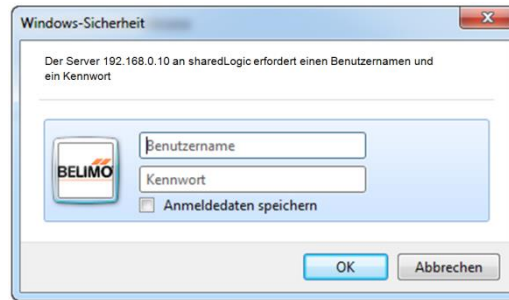 Windows-Sicherheit
Der Server 192.168.0.10 an sharedLogic erfordert einen Benutzernamen und
ein Kennwort
BELIMO
Benutzername
Kennwort
Anmeldedaten speichern
OK
Abbrechen